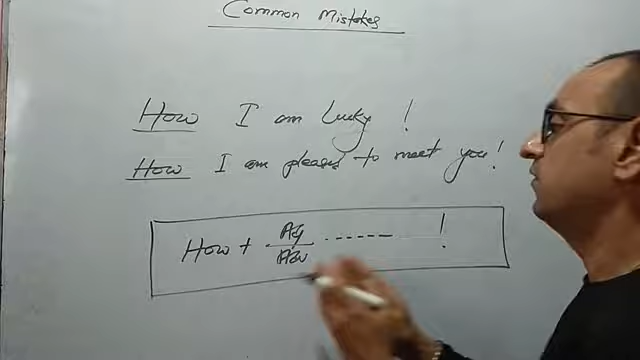 Common Mistakes
How I am Lucky !
How I am pleased to meet you!
How + Adj ------ !
Adv